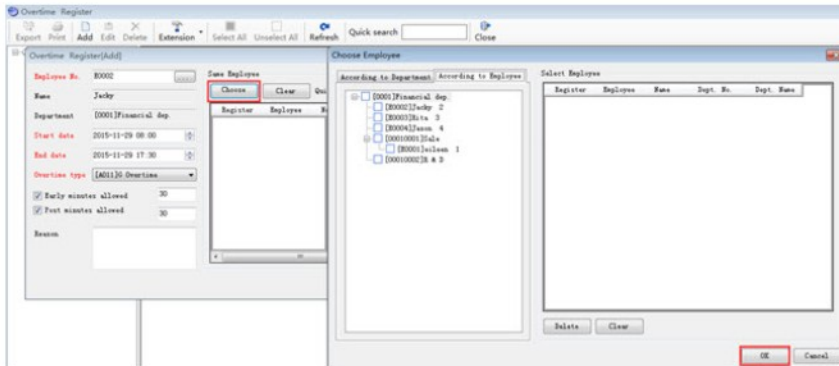 Overtime Register
Export Print Add Edit Delete Extension Select All Unselect All Refresh Quick search Close
Overtime Register(Add)
Employee No. E0002 ....
Name Jacky
Department [0001]Financial dep.
Start date 2015-11-29 08:00
End date 2015-11-29 17:30
Overtime type [A011]G Overtime
Early minutes allowed 30
Post minutes allowed 30
Reason
Same Employee
Choose Clear Qui
Register Employee N
Choose Employee
According to Department According to Employee
[0001]Financial dep.
[E0002]Jacky 2
[E0003]Rita 3
[E0004]Jason 4
[00010001]Sale
[E0001]eileen 1
[00010002]R & D
Select Employee
Register Employee Name Dept. No. Dept. Name
Delete Clear
OK Cancel